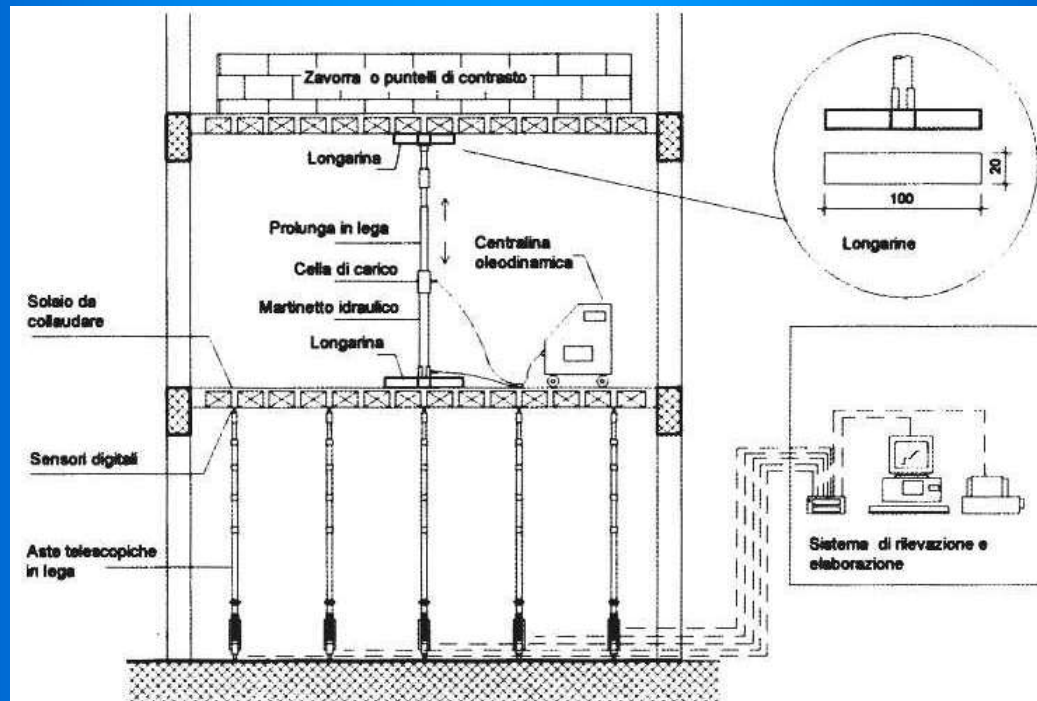 Zavorra o puntelli di contrasto
Longarina
Prolunga in lega
Cella di carico
Martinetto idraulico
Longarina
Centralina
oleodinamica
Solaio da
collaudare
Sensori digitali
Aste telescopiche
in lega
20
100
Longarine
Sistema di rilevazione e
elaborazione